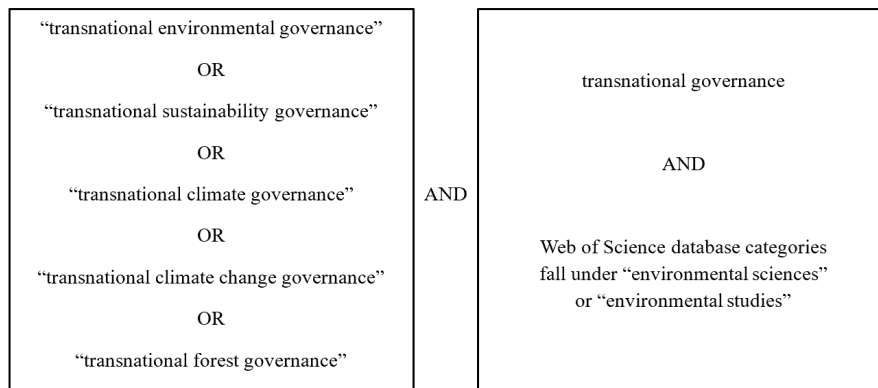 “transnational environmental governance”
OR
“transnational sustainability governance”
OR
“transnational climate governance”
OR
“transnational climate change governance”
OR
“transnational forest governance”
AND
transnational governance
AND
Web of Science database categories
fall under “environmental sciences”
or “environmental studies”